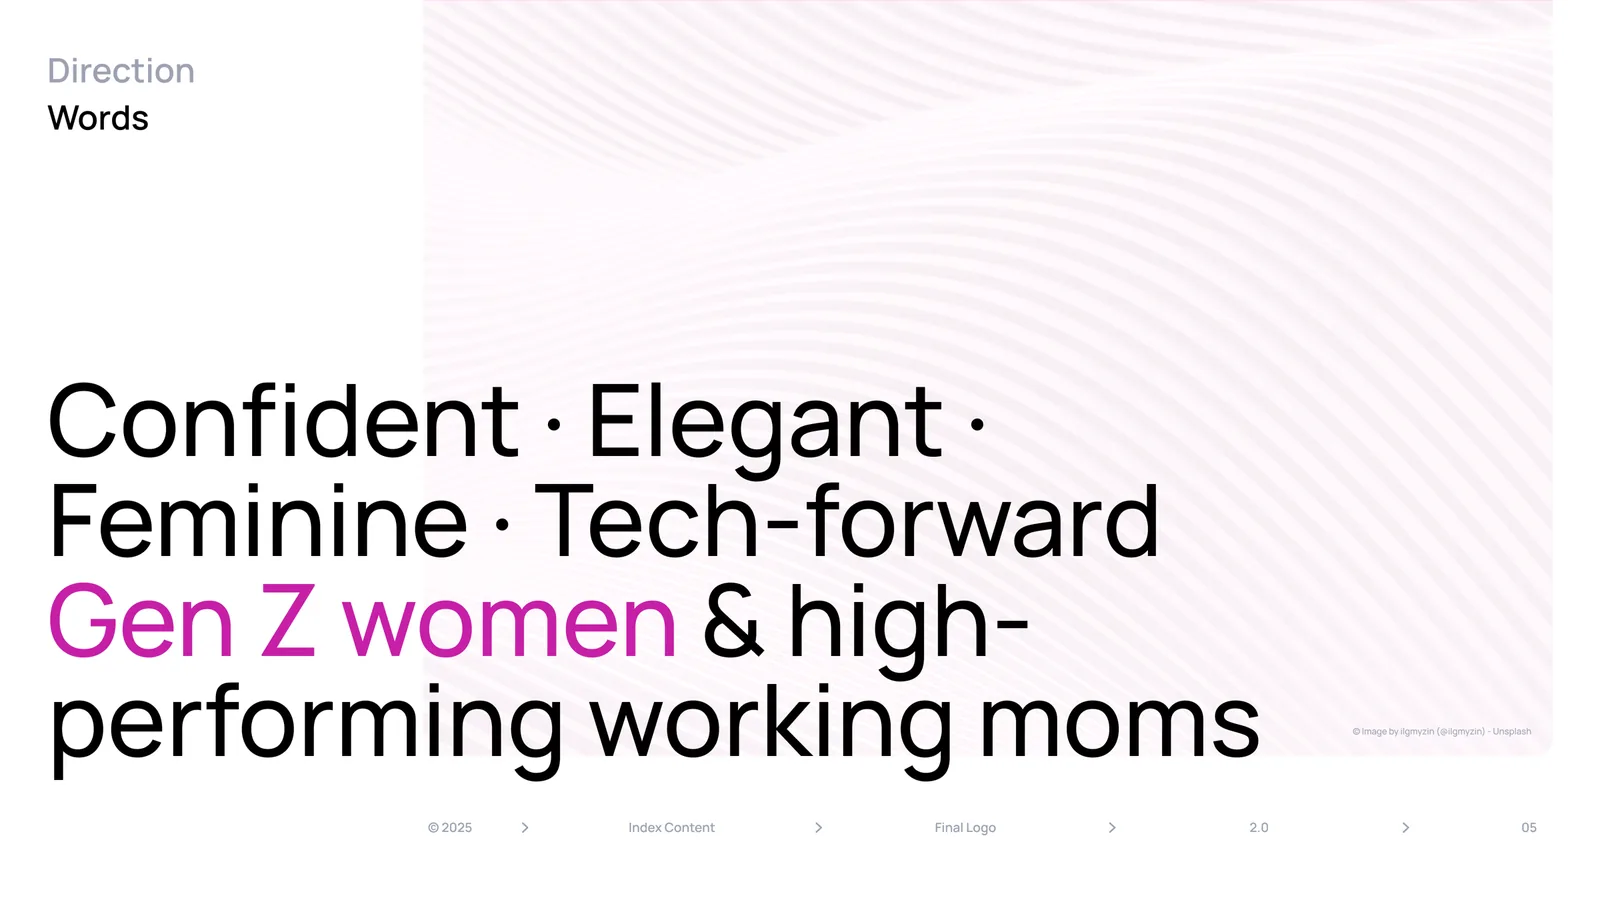 Direction
Words
Confident · Elegant ·
Feminine · Tech-forward
Gen Z women & high-
performing working moms
© Image by ilgmyzin (@ilgmyzin) - Unsplash
© 2025 > Index Content > Final Logo > 2.0 > 05